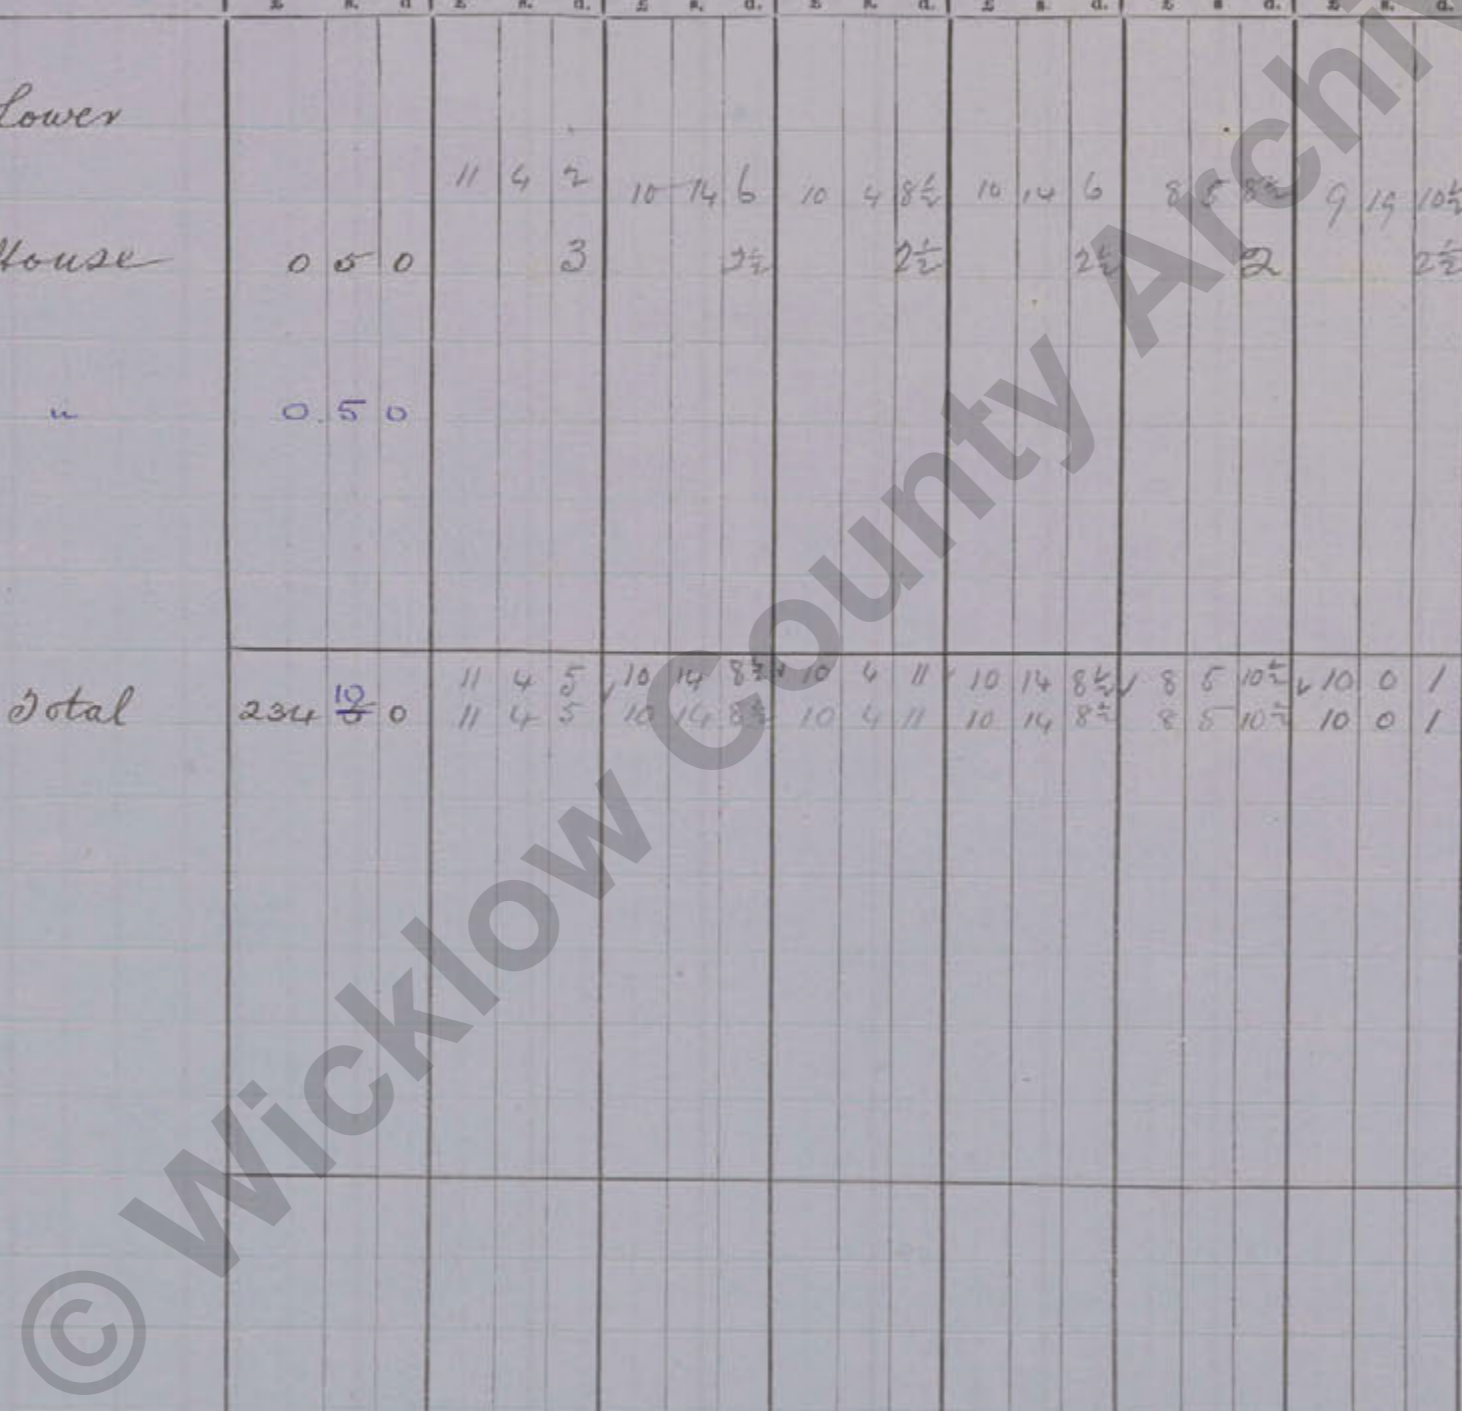 £ s. d. £ s. d. £ s. d. £ s. d. £ s. d. £ s d. £ s. d.
Lower
11 4 2 10 14 6 10 4 8½ 10 14 6 8 5 8½ 9 19 10½
House 0 5 0 3 2½ 2½ 2½ 2 2½
" 0 5 0
11 4 5 10 14 8½ 10 4 11 10 14 8½ 8 5 10½ 10 0 1
Total 234 10 5 0 11 4 5 10 14 8½ 10 4 11 10 14 8½ 8 5 10½ 10 0 1
© Wicklow County Archiv